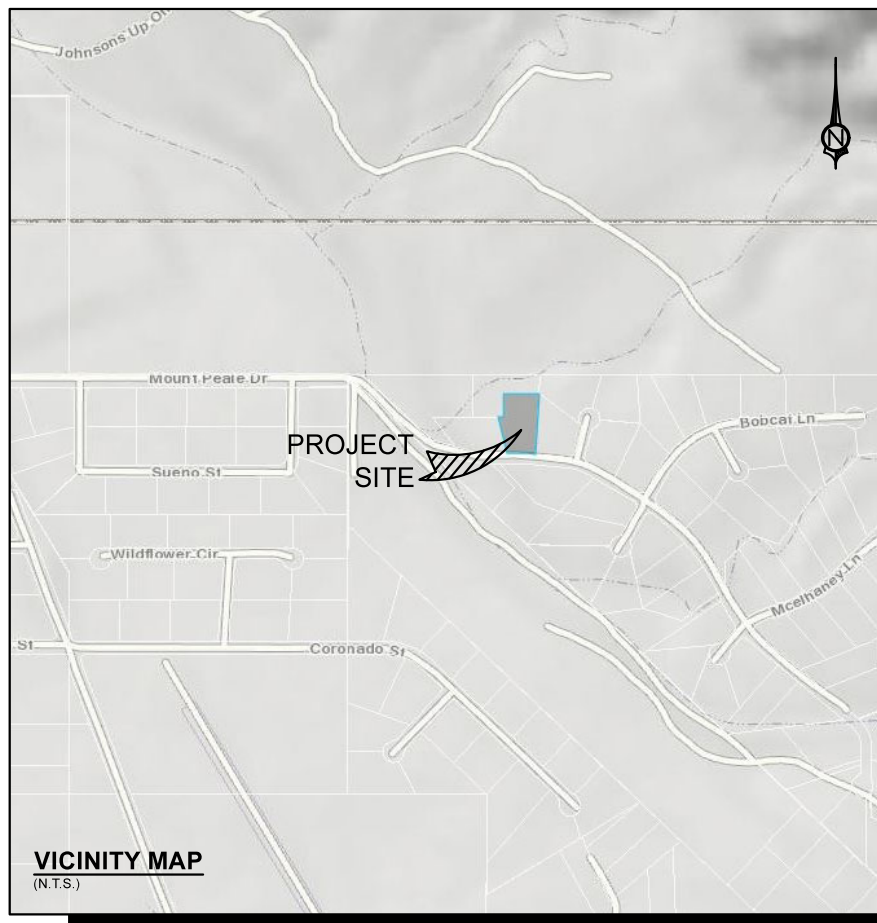 Johnsons Up On
N
Mount Peale Dr
Bobcat Ln
PROJECT
SITE
Sueno St
Wildflower Cir
Mcelhaney Ln
St
Coronado St
VICINITY MAP
(N.T.S.)